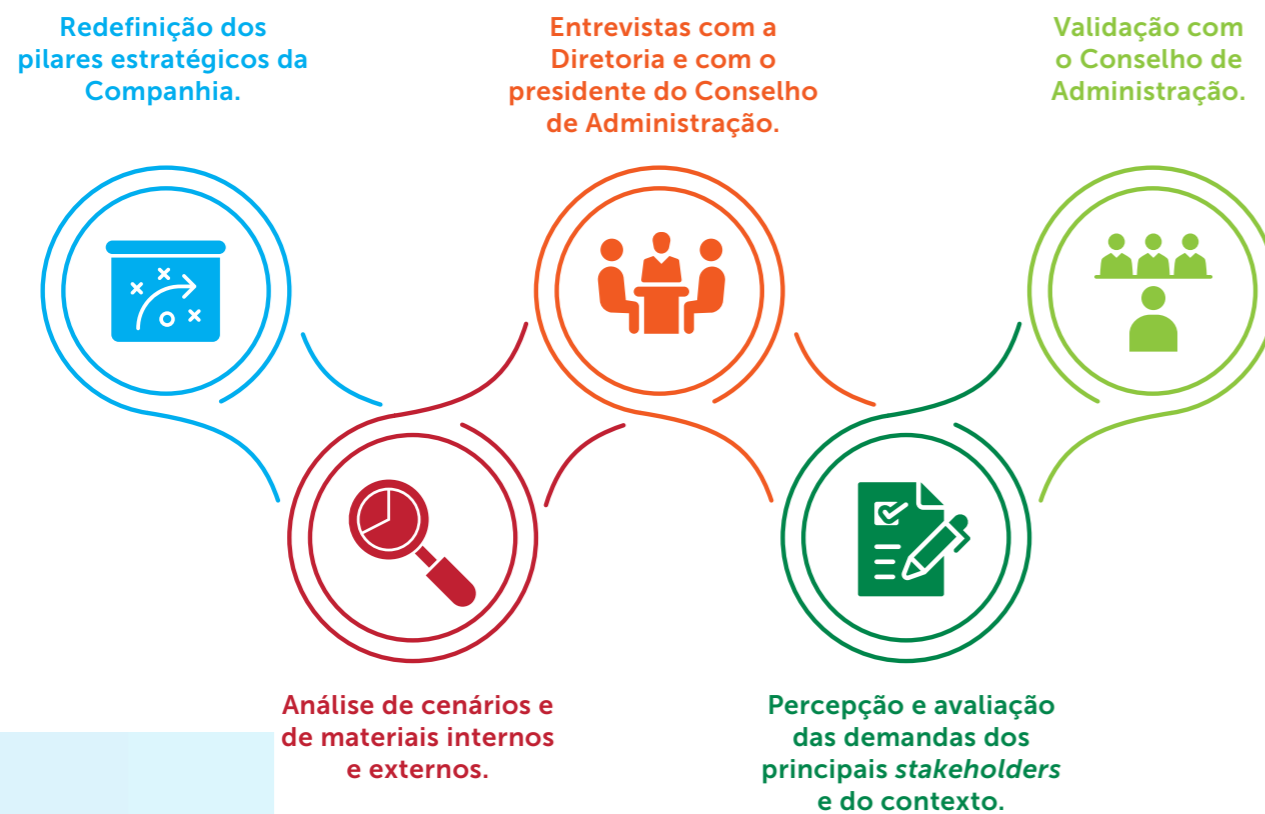 Redefinição dos
pilares estratégicos da
Companhia.
Análise de cenários e
de materiais internos
e externos.
Entrevistas com a
Diretoria e com o
presidente do Conselho
de Administração.
Percepção e avaliação
das demandas dos
principais stakeholders
e do contexto.
Validação com
o Conselho de
Administração.